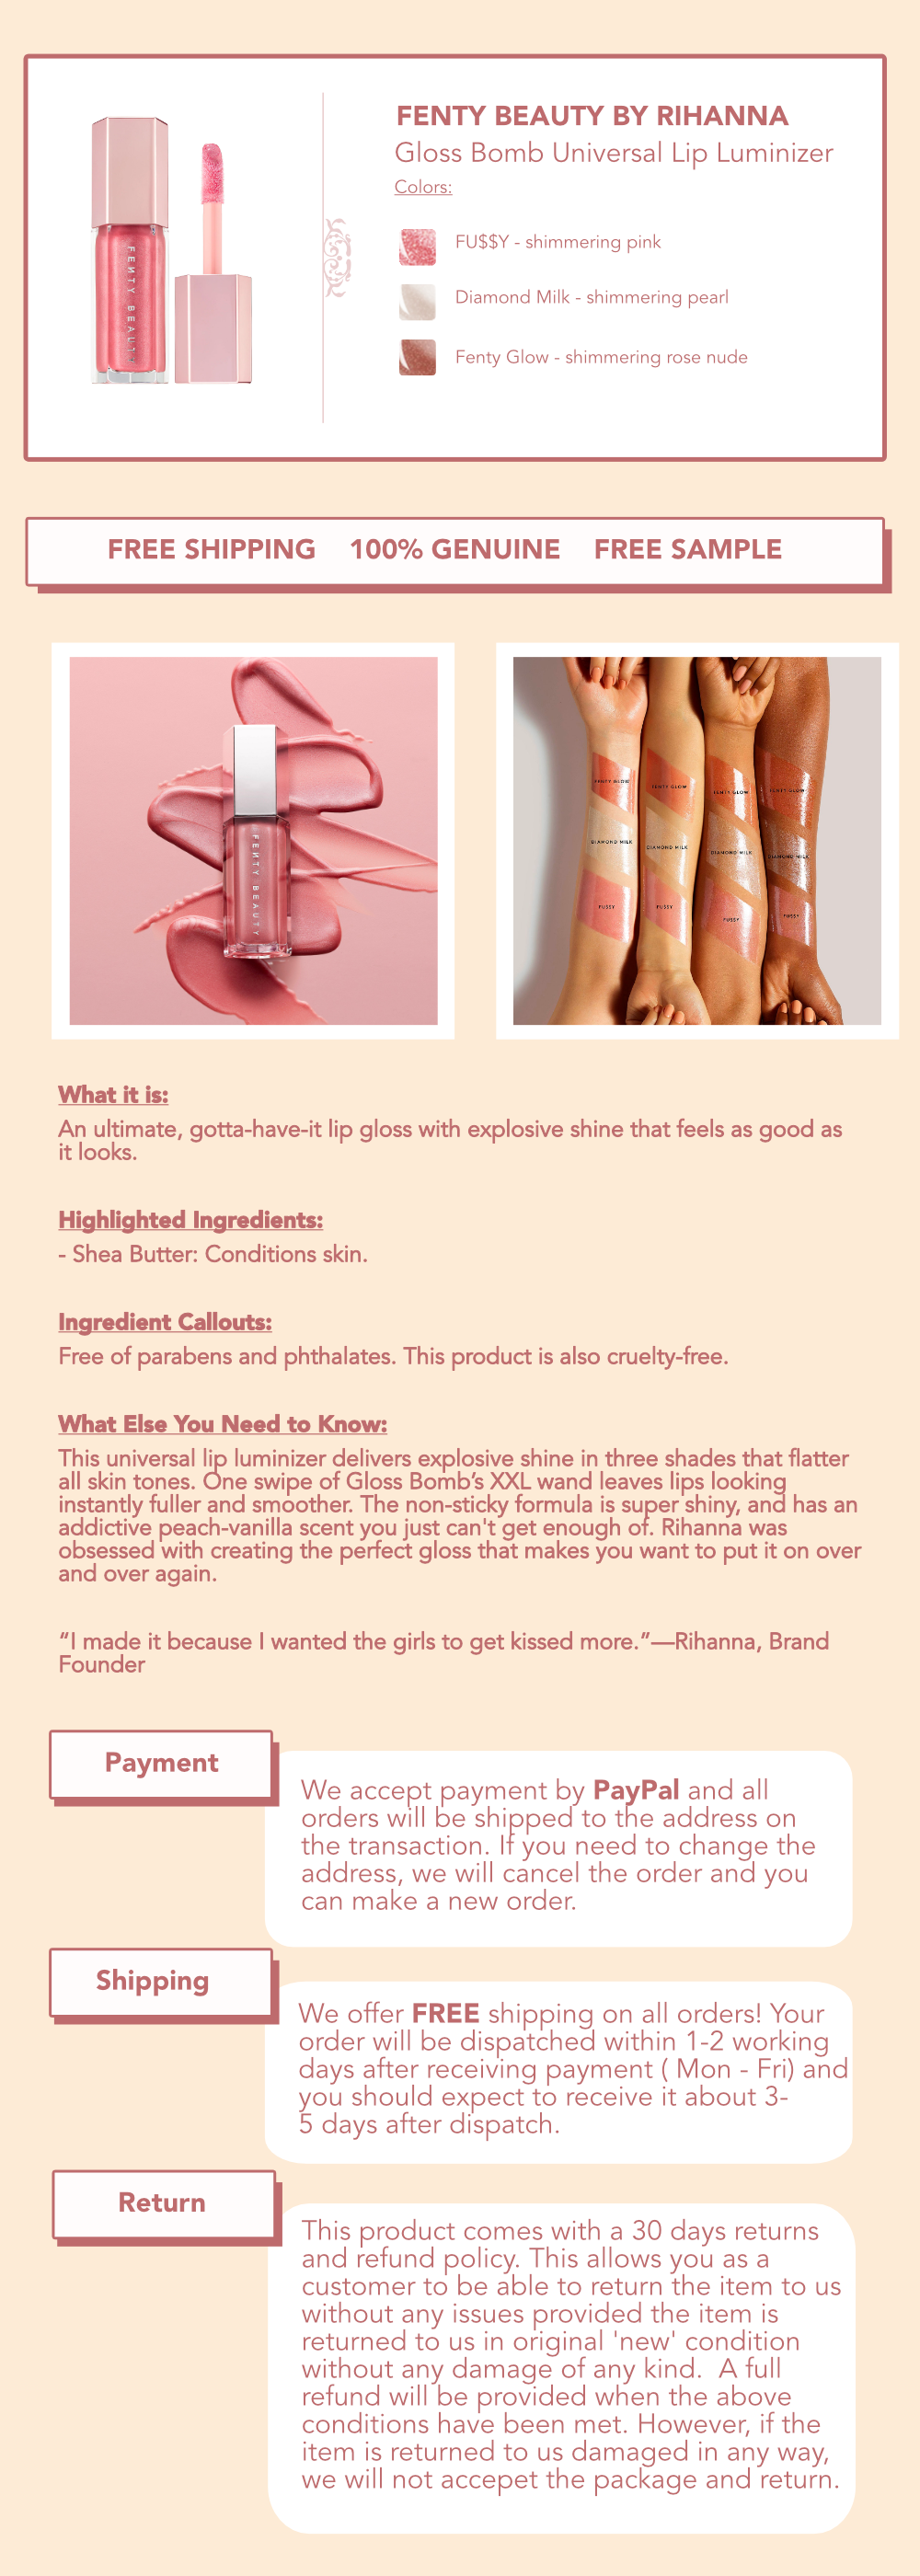 FENTY BEAUTY
FENTY BEAUTY BY RIHANNA
Gloss Bomb Universal Lip Luminizer
Colors:
FU$$Y - shimmering pink
Diamond Milk - shimmering pearl
Fenty Glow - shimmering rose nude
FREE SHIPPING 100% GENUINE FREE SAMPLE
FENTY BEAUTY
FENTY GLOW
FENTY GLOW
FENTY GLOW
FENTY GLOW
DIAMOND MILK
DIAMOND MILK
DIAMOND MILK
DIAMOND MILK
FUSSY
FUSSY
FUSSY
FUSSY
What it is:
An ultimate, gotta-have-it lip gloss with explosive shine that feels as good as
it looks.
Highlighted Ingredients:
- Shea Butter: Conditions skin.
Ingredient Callouts:
Free of parabens and phthalates. This product is also cruelty-free.
What Else You Need to Know:
This universal lip luminizer delivers explosive shine in three shades that flatter
all skin tones. One swipe of Gloss Bomb’s XXL wand leaves lips looking
instantly fuller and smoother. The non-sticky formula is super shiny, and has an
addictive peach-vanilla scent you just can't get enough of. Rihanna was
obsessed with creating the perfect gloss that makes you want to put it on over
and over again.
“I made it because I wanted the girls to get kissed more.”—Rihanna, Brand
Founder
Payment
We accept payment by PayPal and all
orders will be shipped to the address on
the transaction. If you need to change the
address, we will cancel the order and you
can make a new order.
Shipping
We offer FREE shipping on all orders! Your
order will be dispatched within 1-2 working
days after receiving payment ( Mon - Fri) and
you should expect to receive it about 3-
5 days after dispatch.
Return
This product comes with a 30 days returns
and refund policy. This allows you as a
customer to be able to return the item to us
without any issues provided the item is
returned to us in original 'new' condition
without any damage of any kind.  A full
refund will be provided when the above
conditions have been met. However, if the
item is returned to us damaged in any way,
we will not accepet the package and return.